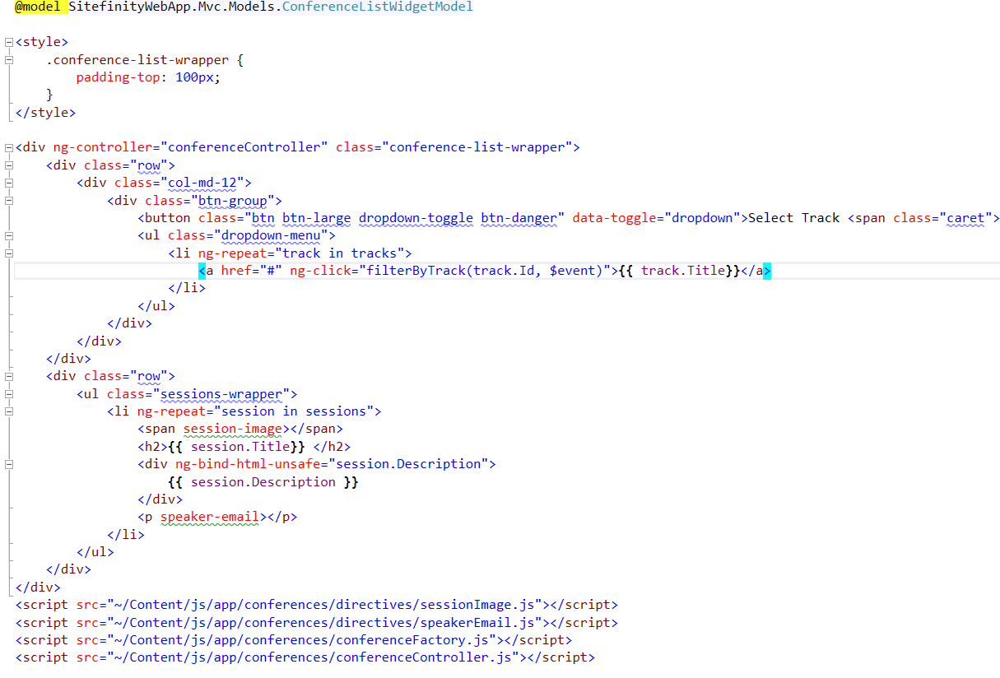 @model SitefinityWebApp.Mvc.Models.ConferenceListWidgetModel
<style>
.conference-list-wrapper {
padding-top: 100px;
}
</style>
<div ng-controller="conferenceController" class="conference-list-wrapper">
<div class="row">
<div class="col-md-12">
<div class="btn-group">
<button class="btn btn-large dropdown-toggle btn-danger" data-toggle="dropdown">Select Track <span class="caret">
<ul class="dropdown-menu">
<li ng-repeat="track in tracks">
<a href="#" ng-click="filterByTrack(track.Id, $event)">{{ track.Title}}</a>
</li>
</ul>
</div>
</div>
</div>
<div class="row">
<ul class="sessions-wrapper">
<li ng-repeat="session in sessions">
<span session-image></span>
<h2>{{ session.Title}} </h2>
<div ng-bind-html-unsafe="session.Description">
{{ session.Description }}
</div>
<p speaker-email></p>
</li>
</ul>
</div>
</div>
<script src="~/Content/js/app/conferences/directives/sessionImage.js"></script>
<script src="~/Content/js/app/conferences/directives/speakerEmail.js"></script>
<script src="~/Content/js/app/conferences/conferenceFactory.js"></script>
<script src="~/Content/js/app/conferences/conferenceController.js"></script>